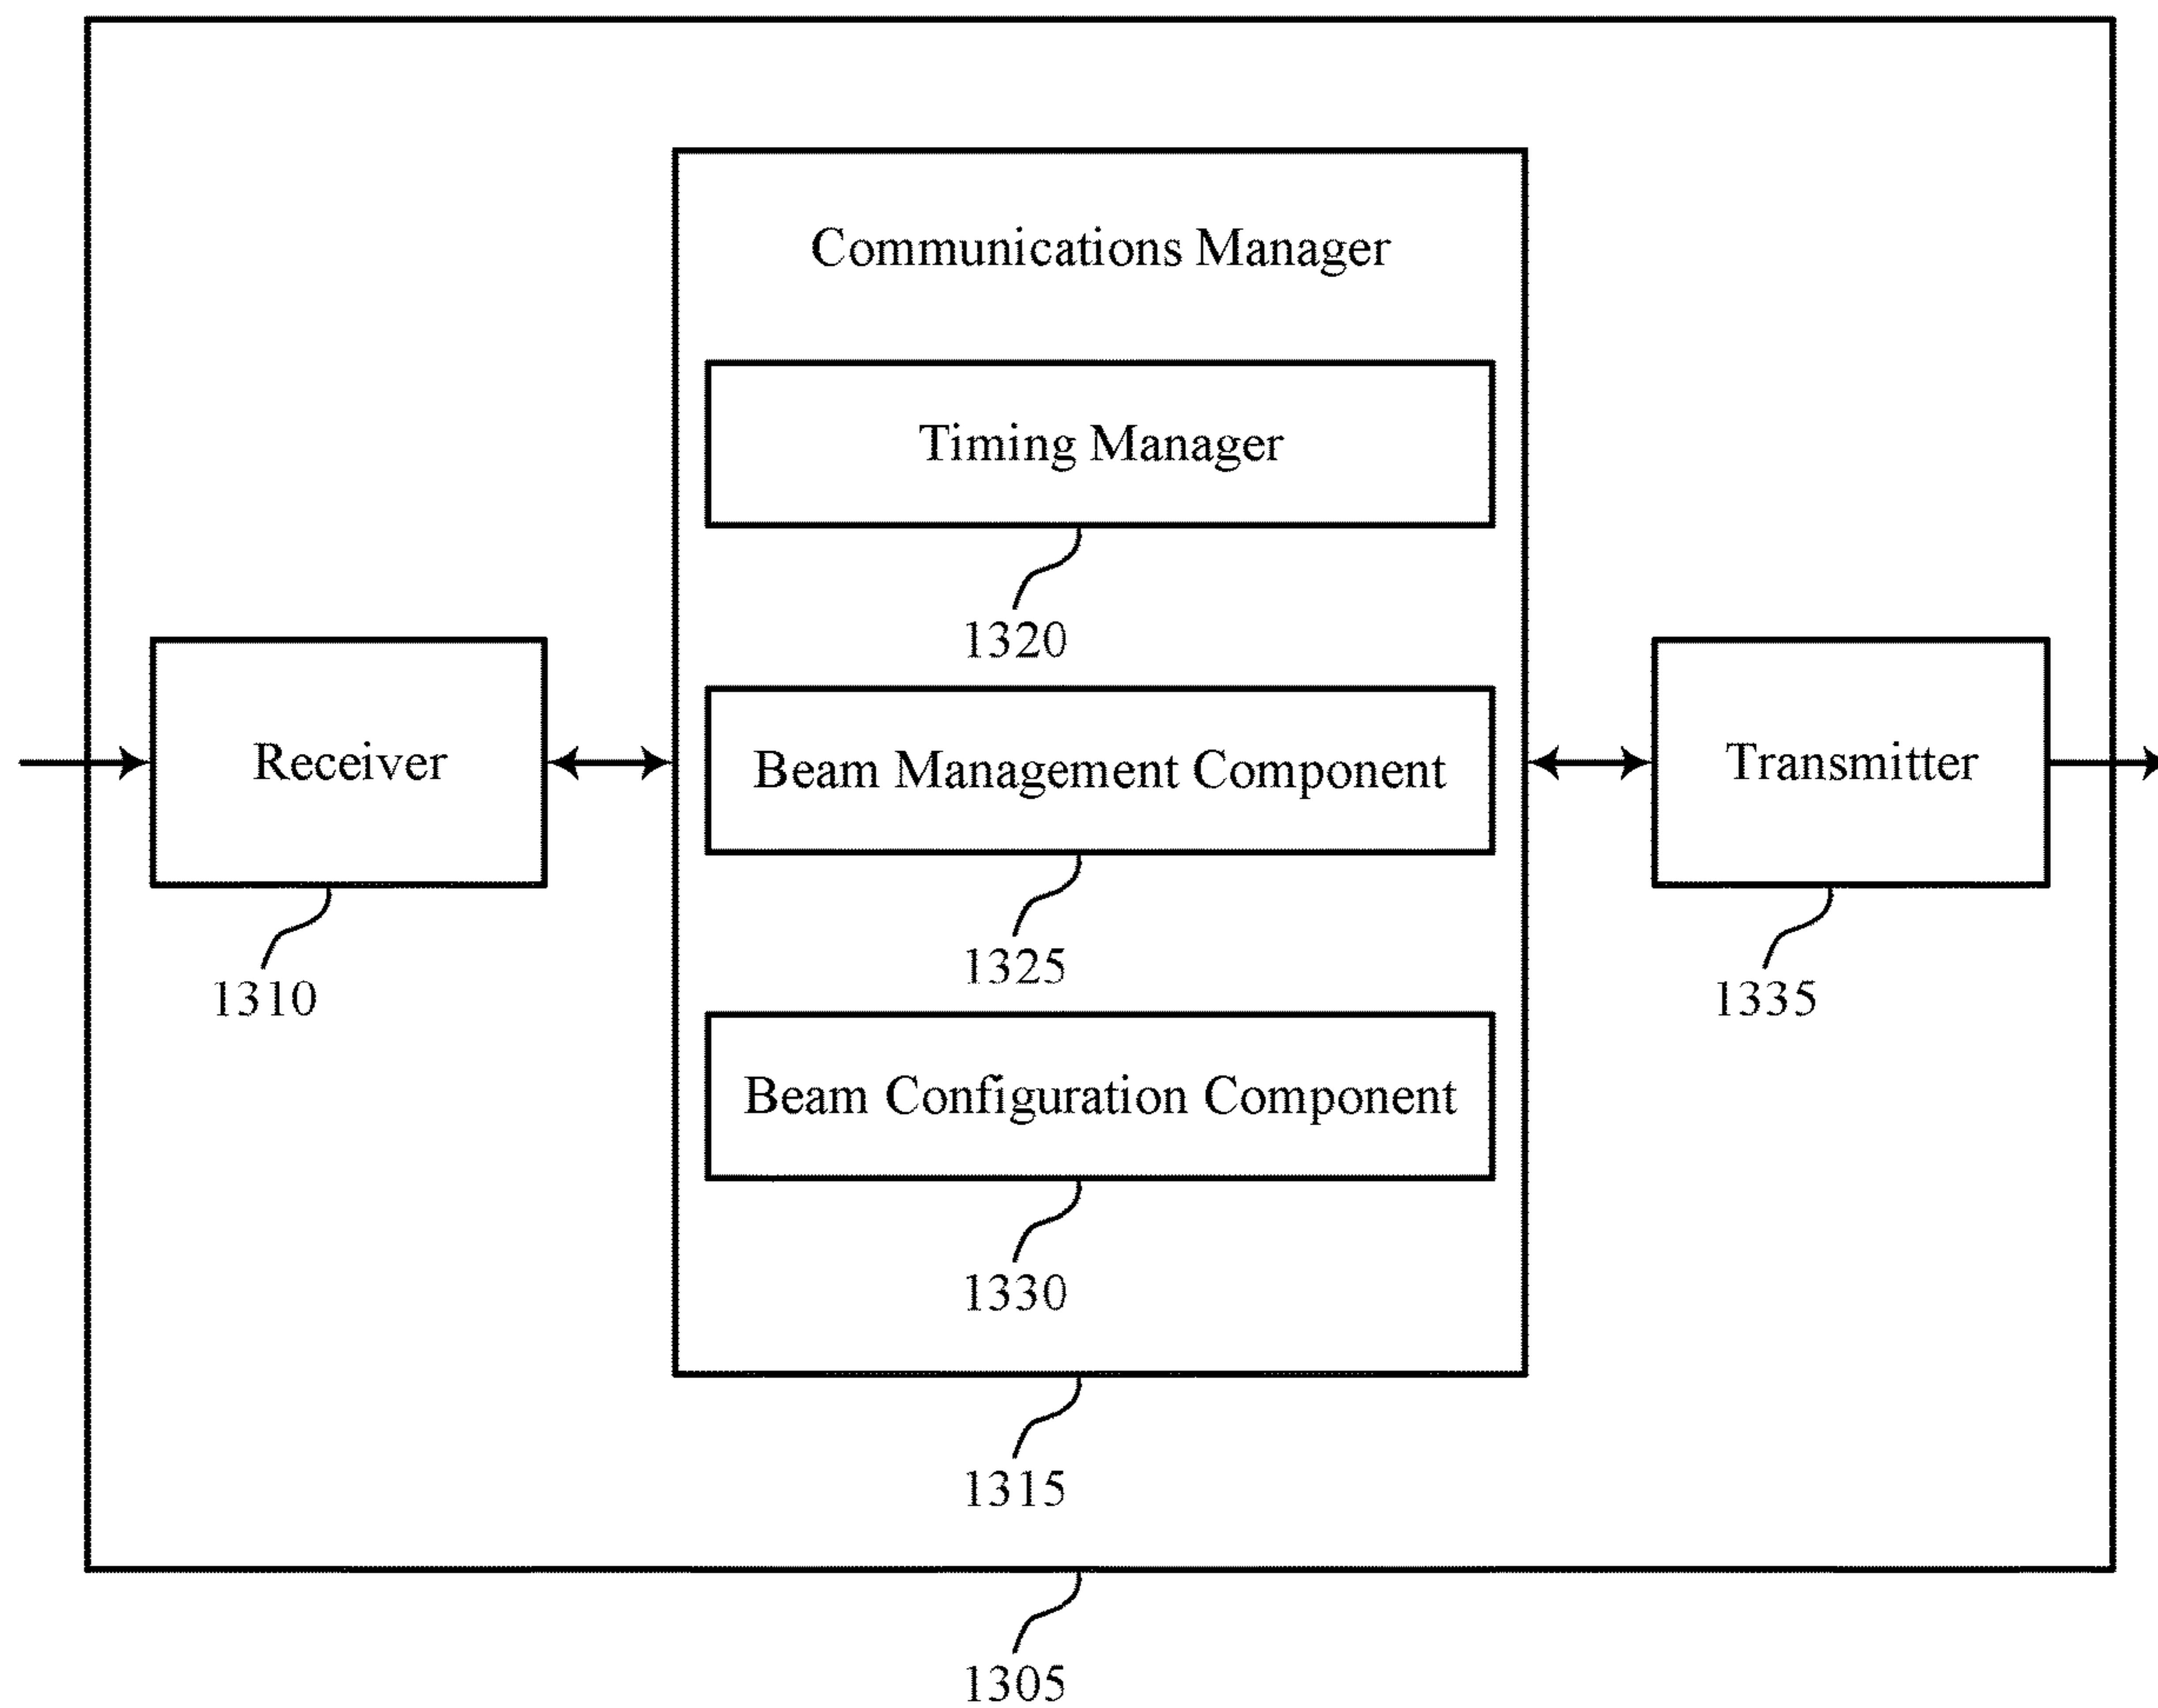 Communications Manager
Timing Manager
1320
Receiver
1310
Beam Management Component
1325
Transmitter
1335
Beam Configuration Component
1330
1315
1305